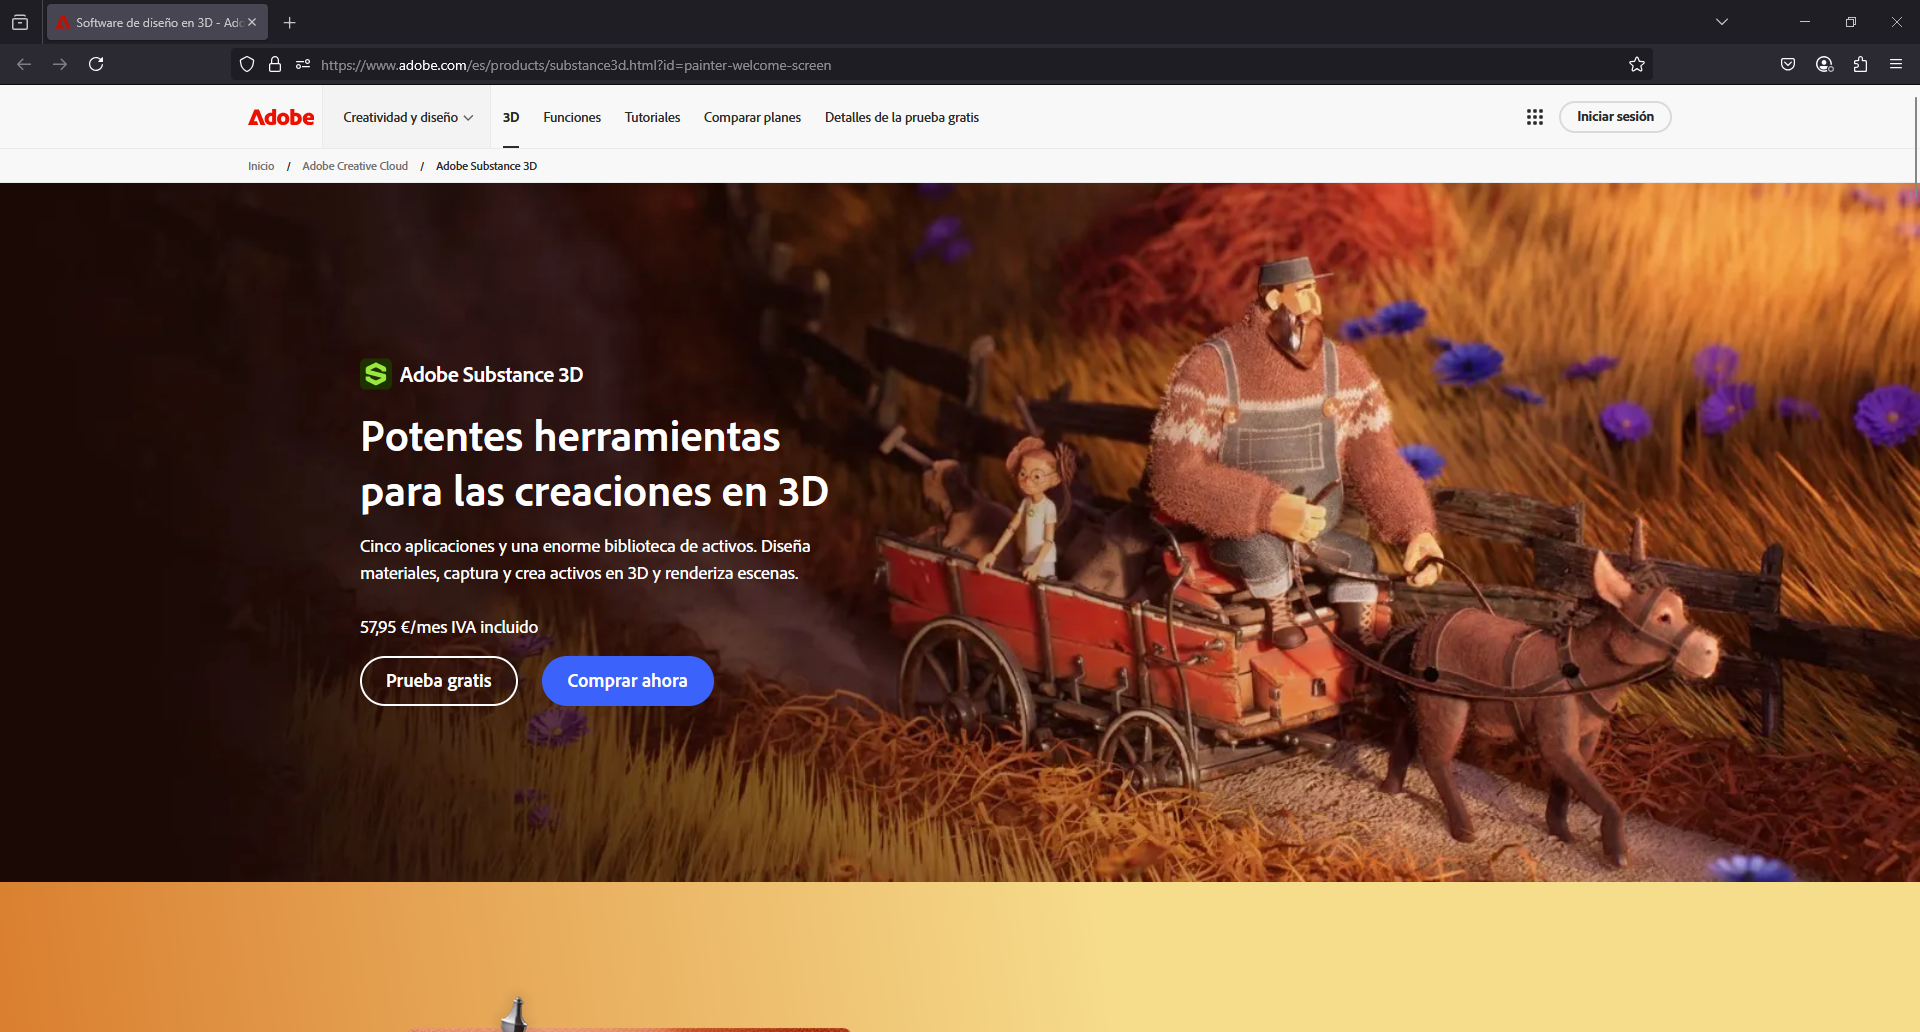 Software de diseño en 3D - Ado
https://www.adobe.com/es/products/substance3d.html?id=painter-welcome-screen
Adobe
Creatividad y diseño
3D
Funciones
Tutoriales
Comparar planes
Detalles de la prueba gratis
Iniciar sesión
Inicio / Adobe Creative Cloud / Adobe Substance 3D
Adobe Substance 3D
Potentes herramientas
para las creaciones en 3D
Cinco aplicaciones y una enorme biblioteca de activos. Diseña
materiales, captura y crea activos en 3D y renderiza escenas.
57,95 €/mes IVA incluido
Prueba gratis
Comprar ahora